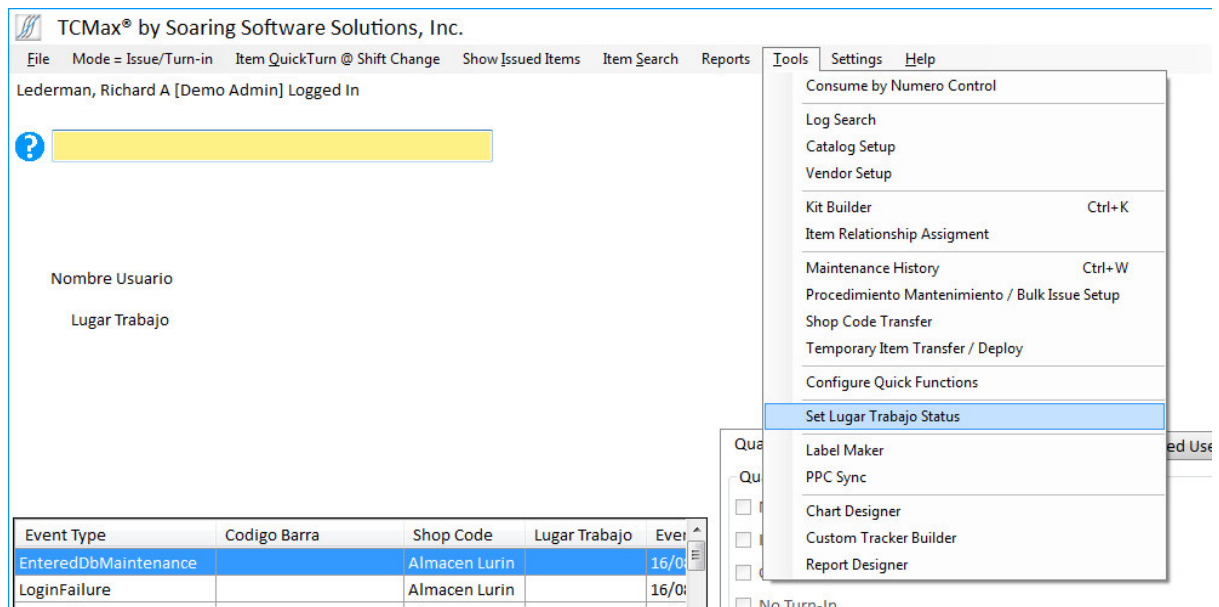 TCMax® by Soaring Software Solutions, Inc.
File Mode = Issue/Turn-in Item QuickTurn @ Shift Change Show Issued Items Item Search Reports Tools Settings Help
Lederman, Richard A [Demo Admin] Logged In
?
Nombre Usuario
Lugar Trabajo
Consume by Numero Control
Log Search
Catalog Setup
Vendor Setup
Kit Builder Ctrl+K
Item Relationship Assigment
Maintenance History Ctrl+W
Procedimiento Mantenimiento / Bulk Issue Setup
Shop Code Transfer
Temporary Item Transfer / Deploy
Configure Quick Functions
Set Lugar Trabajo Status
Label Maker
PPC Sync
Chart Designer
Custom Tracker Builder
Report Designer
Event Type Codigo Barra Shop Code Lugar Trabajo
EnteredDbMaintenance Almacen Lurin
LoginFailure Almacen Lurin
No Turn-In